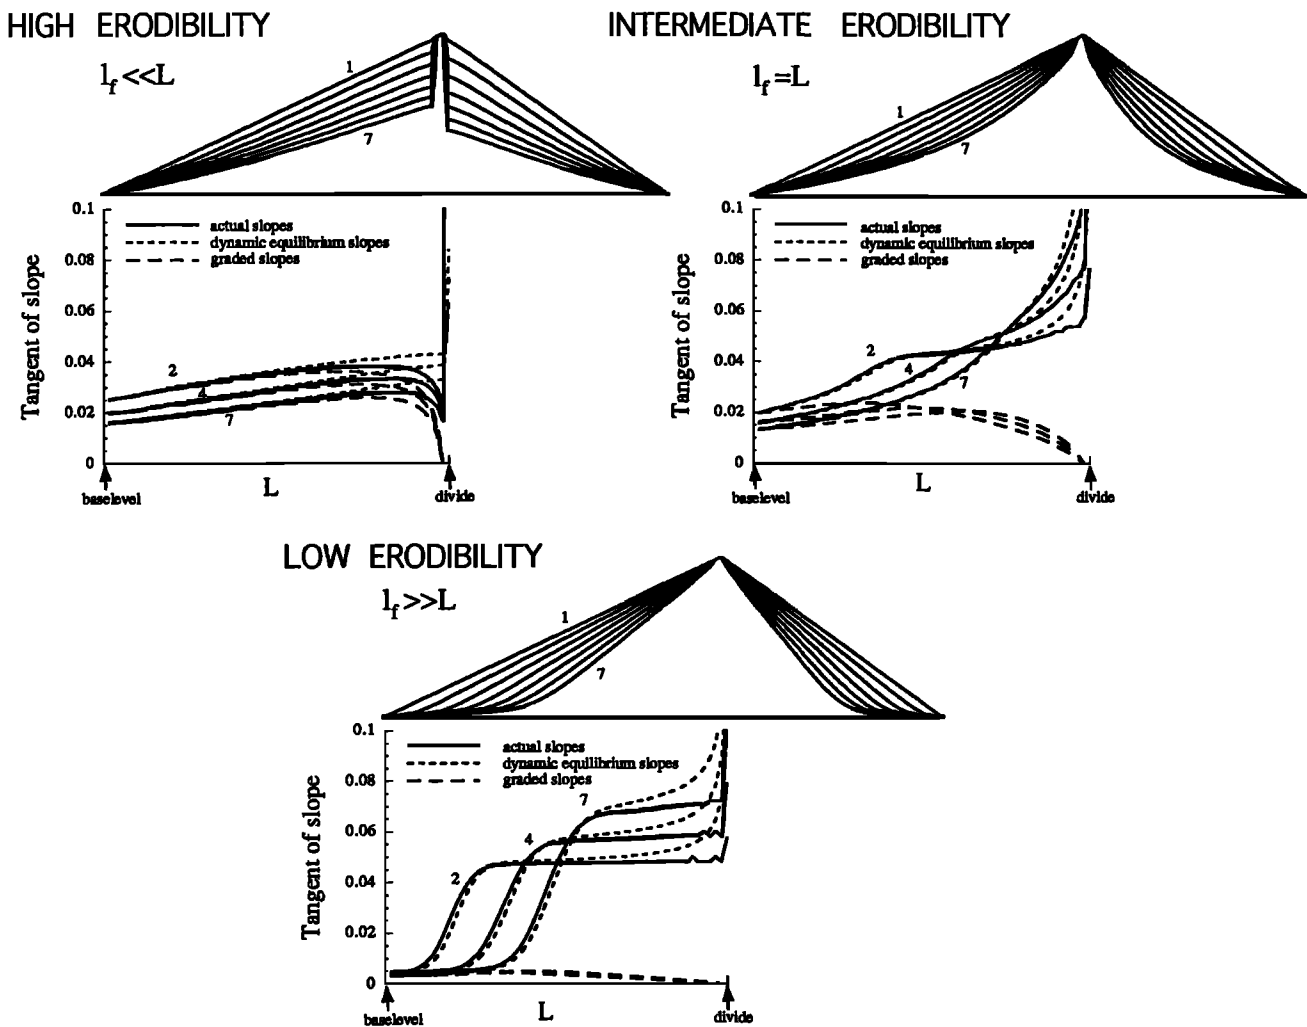 HIGH ERODIBILITY
l_f <<L
1
7
0.1
0.08
0.06
0.04
0.02
0
Tangent of slope
actual slopes
dynamic equilibrium slopes
graded slopes
2
4
7
baselevel
L
divide
INTERMEDIATE ERODIBILITY
l_f =L
1
7
0.1
0.08
0.06
0.04
0.02
0
Tangent of slope
actual slopes
dynamic equilibrium slopes
graded slopes
2
4
7
baselevel
L
divide
LOW ERODIBILITY
l_f >>L
1
7
0.1
0.08
0.06
0.04
0.02
0
Tangent of slope
actual slopes
dynamic equilibrium slopes
graded slopes
2
4
7
baselevel
L
divide